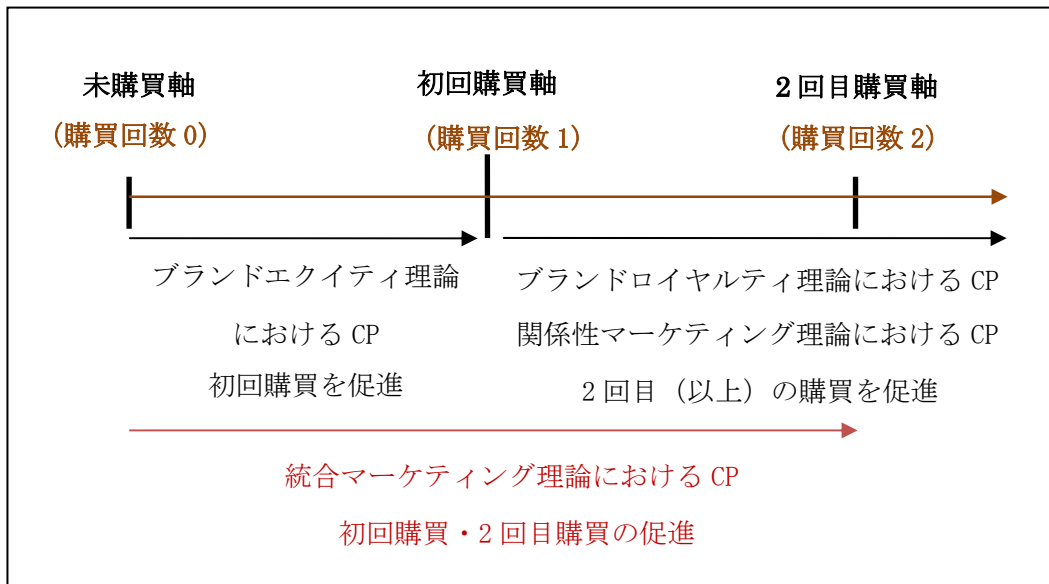 未購買軸
(購買回数 0)
初回購買軸
(購買回数 1)
2回目購買軸
(購買回数 2)
ブランドエクイティ理論
における CP
初回購買を促進
ブランドロイヤルティ理論における CP
関係性マーケティング理論における CP
2回目（以上）の購買を促進
統合マーケティング理論における CP
初回購買・2回目購買の促進